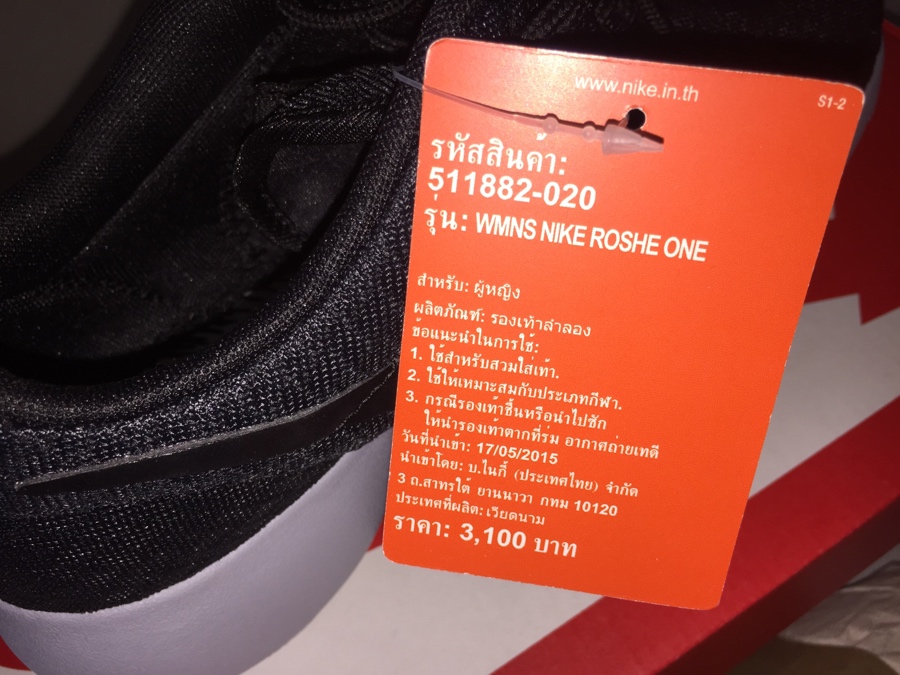 www.nike.in.th
S1-2
รหัสสินค้า:
511882-020
รุ่น: WMNS NIKE ROSHE ONE
สำหรับ: ผู้หญิง
ผลิตภัณฑ์: รองเท้าลำลอง
ข้อแนะนำในการใช้:
1. ใช้สำหรับสวมใส่เท้า.
2. ใช้ให้เหมาะสมกับประเภทกีฬา.
3. กรณีรองเท้าชื้นหรือนำไปซัก
ให้นำรองเท้าตากที่ร่ม อากาศถ่ายเทดี
วันที่นำเข้า: 17/05/2015
นำเข้าโดย: บ.ไนกี้ (ประเทศไทย) จำกัด
3 ถ.สาทรใต้ ยานนาวา กทม 10120
ประเทศที่ผลิต: เวียดนาม
ราคา: 3,100 บาท